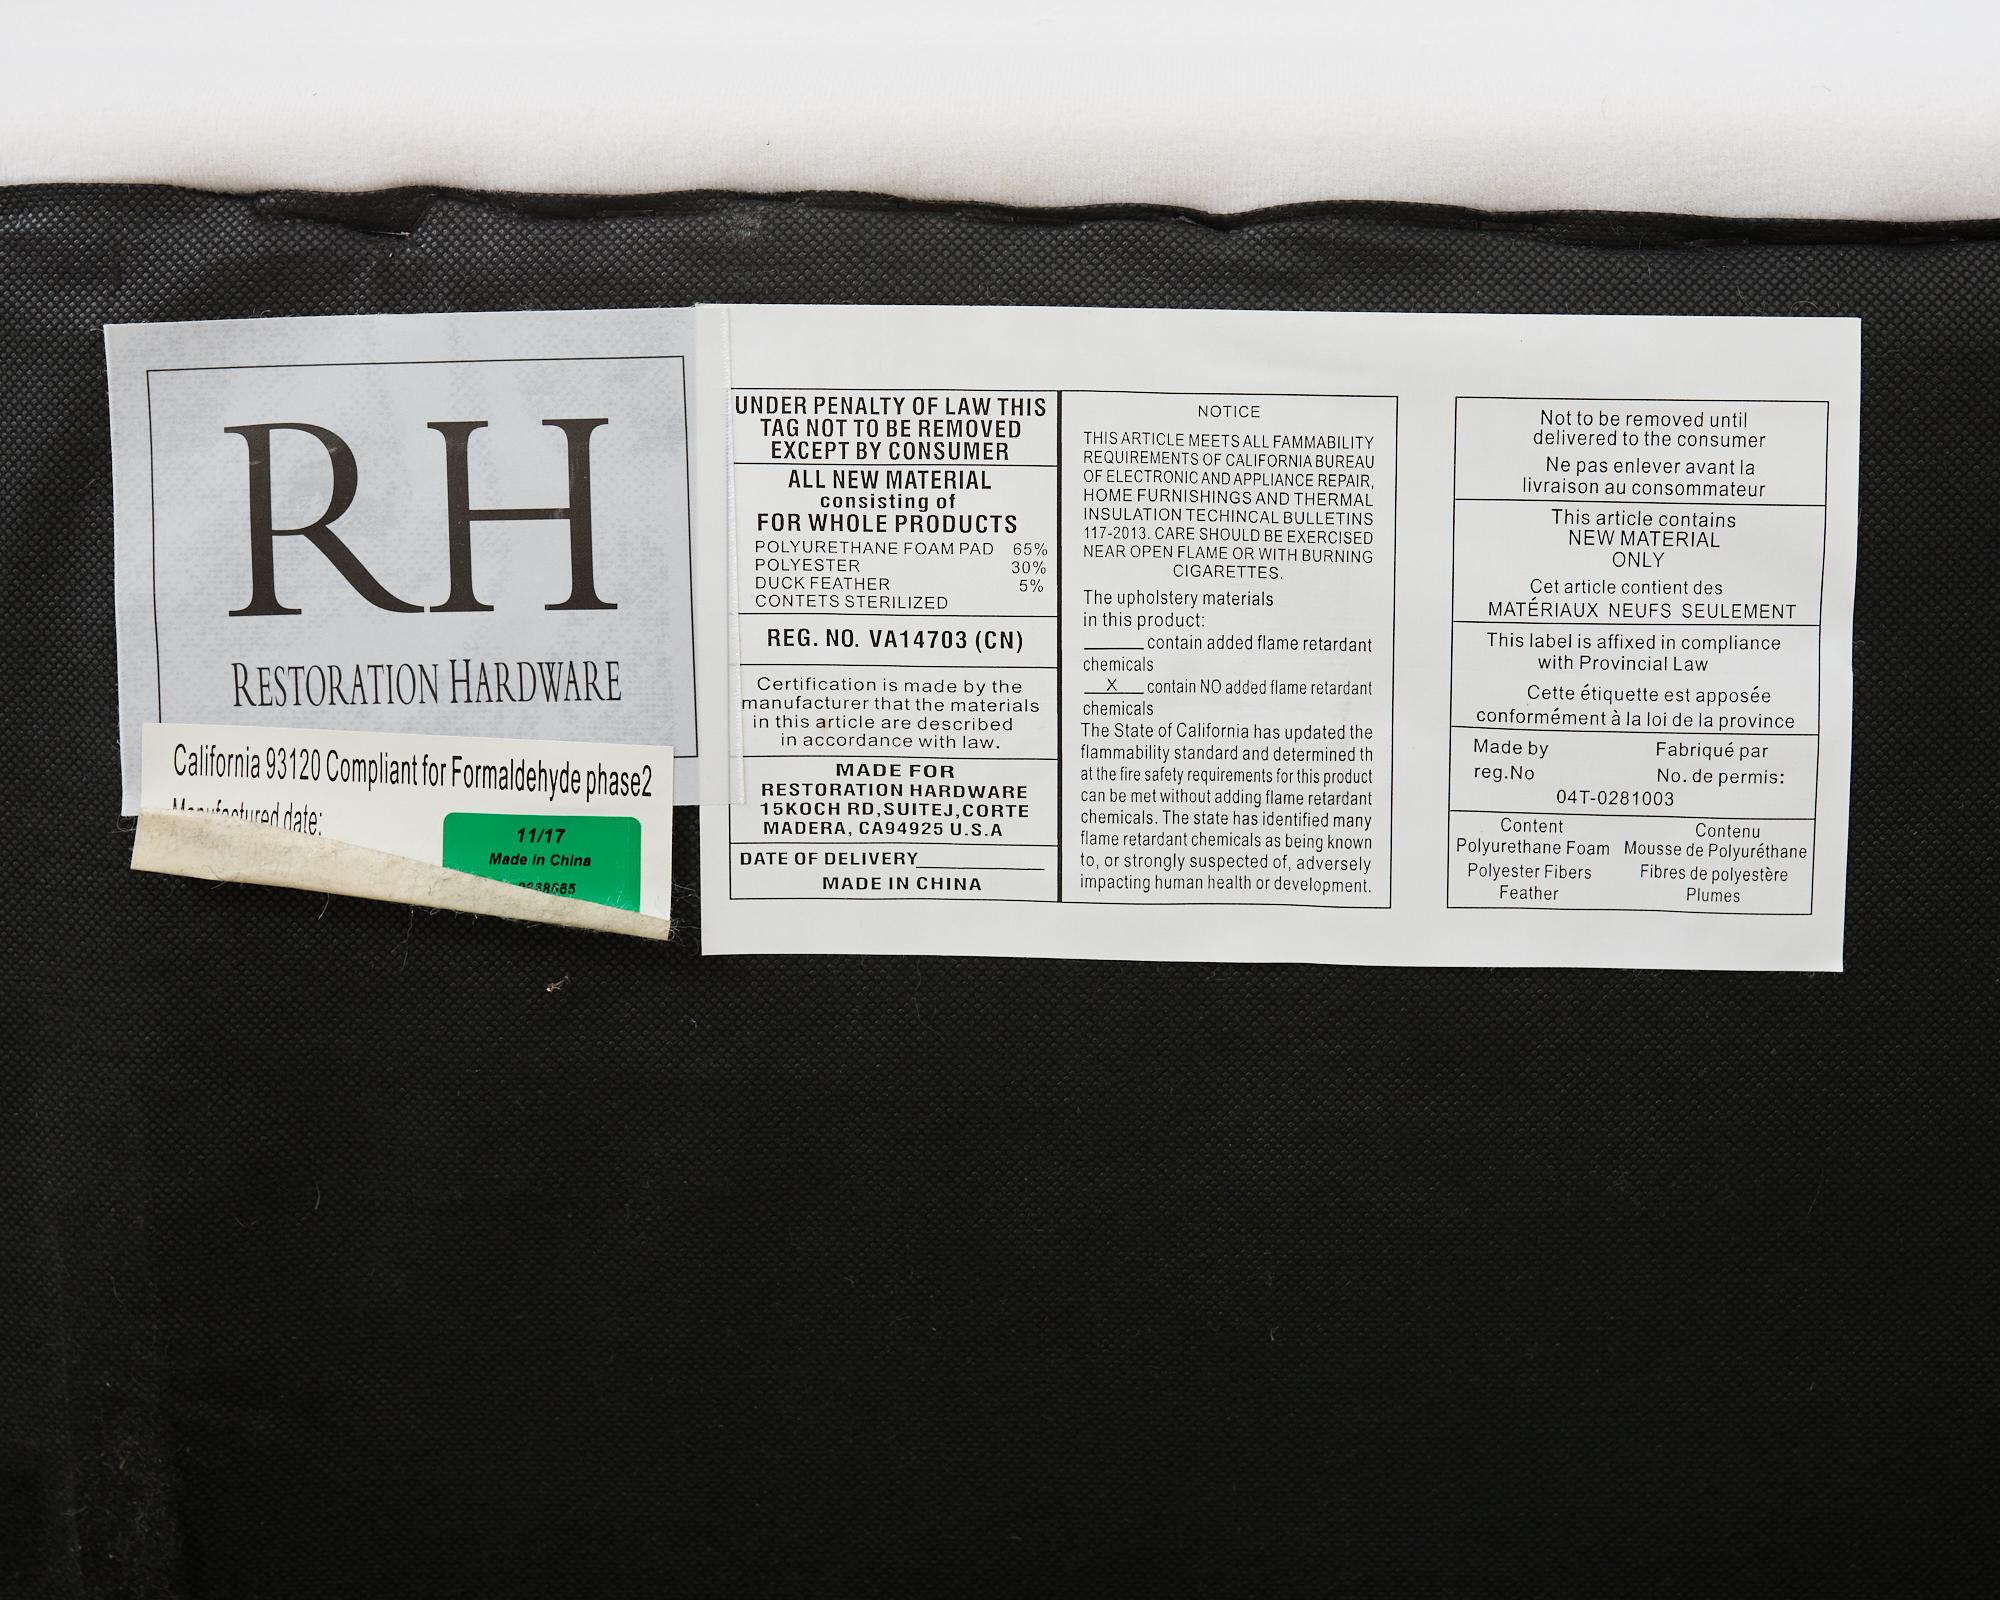 RH
RESTORATION HARDWARE
California 93120 Compliant for Formaldehyde phase2
Manufactured date:
11/17
Made in China
UNDER PENALTY OF LAW THIS
TAG NOT TO BE REMOVED
EXCEPT BY CONSUMER
ALL NEW MATERIAL
consisting of
FOR WHOLE PRODUCTS
POLYURETHANE FOAM PAD 65%
POLYESTER 30%
DUCK FEATHER 5%
CONTETS STERILIZED
REG. NO. VA14703 (CN)
Certification is made by the
manufacturer that the materials
in this article are described
in accordance with law.
MADE FOR
RESTORATION HARDWARE
15KOCH RD,SUITEJ,CORTE
MADERA, CA94925 U.S.A
DATE OF DELIVERY
MADE IN CHINA
NOTICE
THIS ARTICLE MEETS ALL FAMMABILITY
REQUIREMENTS OF CALIFORNIA BUREAU
OF ELECTRONIC AND APPLIANCE REPAIR,
HOME FURNISHINGS AND THERMAL
INSULATION TECHINCAL BULLETINS
117-2013. CARE SHOULD BE EXERCISED
NEAR OPEN FLAME OR WITH BURNING
CIGARETTES.
The upholstery materials
in this product:
______ contain added flame retardant
chemicals
__X__ contain NO added flame retardant
chemicals
The State of California has updated the
flammability standard and determined th
at the fire safety requirements for this product
can be met without adding flame retardant
chemicals. The state has identified many
flame retardant chemicals as being known
to, or strongly suspected of, adversely
impacting human health or development.
Not to be removed until
delivered to the consumer
Ne pas enlever avant la
livraison au consommateur
This article contains
NEW MATERIAL
ONLY
Cet article contient des
MATÉRIAUX NEUFS SEULEMENT
This label is affixed in compliance
with Provincial Law
Cette étiquette est apposée
conformément à la loi de la province
Made by Fabriqué par
reg.No No. de permis:
04T-0281003
Content Contenu
Polyurethane Foam Mousse de Polyuréthane
Polyester Fibers Fibres de polyestère
Feather Plumes